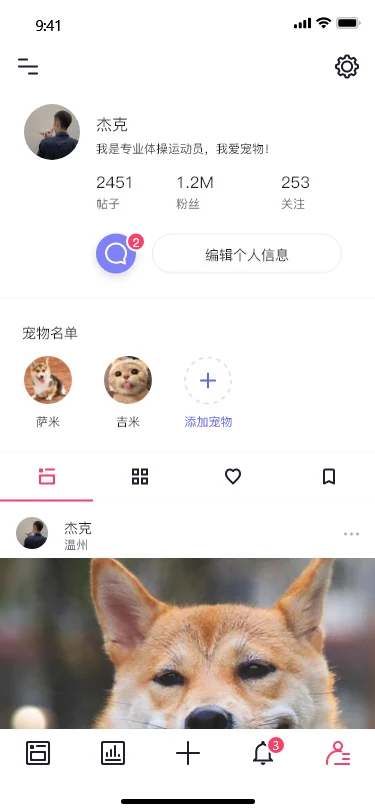 9:41
杰克
我是专业体操运动员，我爱宠物！
2451 1.2M 253
帖子 粉丝 关注
2
编辑个人信息
宠物名单
萨米 吉米 添加宠物
杰克
温州
3